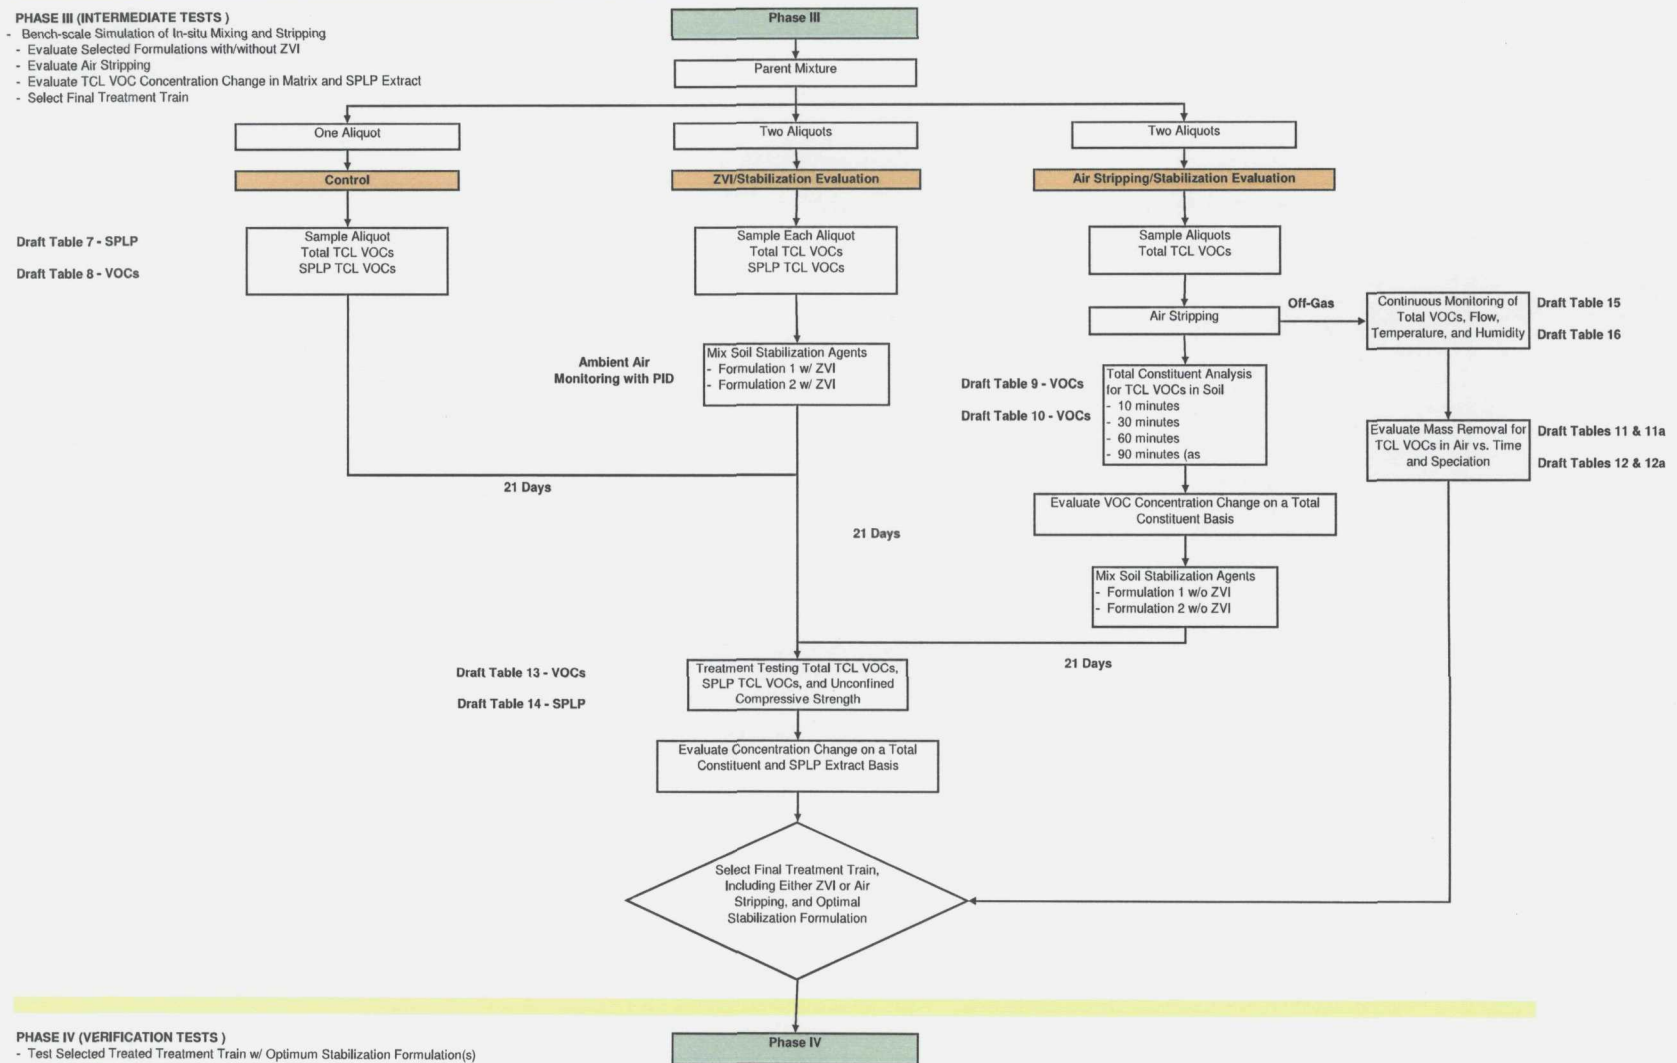 PHASE III (INTERMEDIATE TESTS )
- Bench-scale Simulation of In-situ Mixing and Stripping
- Evaluate Selected Formulations with/without ZVI
- Evaluate Air Stripping
- Evaluate TCL VOC Concentration Change in Matrix and SPLP Extract
- Select Final Treatment Train
Phase III
Parent Mixture
One Aliquot
Two Aliquots
Two Aliquots
Control
ZVI/Stabilization Evaluation
Air Stripping/Stabilization Evaluation
Draft Table 7 - SPLP
Draft Table 8 - VOCs
Sample Aliquot
Total TCL VOCs
SPLP TCL VOCs
Sample Each Aliquot
Total TCL VOCs
SPLP TCL VOCs
Sample Aliquots
Total TCL VOCs
Air Stripping
Off-Gas
Continuous Monitoring of
Total VOCs, Flow,
Temperature, and Humidity
Draft Table 15
Draft Table 16
Ambient Air
Monitoring with PID
Mix Soil Stabilization Agents
- Formulation 1 w/ ZVI
- Formulation 2 w/ ZVI
Draft Table 9 - VOCs
Draft Table 10 - VOCs
Total Constituent Analysis
for TCL VOCs in Soil
- 10 minutes
- 30 minutes
- 60 minutes
- 90 minutes (as
Evaluate Mass Removal for
TCL VOCs in Air vs. Time
and Speciation
Draft Tables 11 & 11a
Draft Tables 12 & 12a
21 Days
21 Days
Evaluate VOC Concentration Change on a Total
Constituent Basis
Mix Soil Stabilization Agents
- Formulation 1 w/o ZVI
- Formulation 2 w/o ZVI
21 Days
Draft Table 13 - VOCs
Draft Table 14 - SPLP
Treatment Testing Total TCL VOCs,
SPLP TCL VOCs, and Unconfined
Compressive Strength
Evaluate Concentration Change on a Total
Constituent and SPLP Extract Basis
Select Final Treatment Train,
Including Either ZVI or Air
Stripping, and Optimal
Stabilization Formulation
PHASE IV (VERIFICATION TESTS )
- Test Selected Treated Treatment Train w/ Optimum Stabilization Formulation(s)
Phase IV